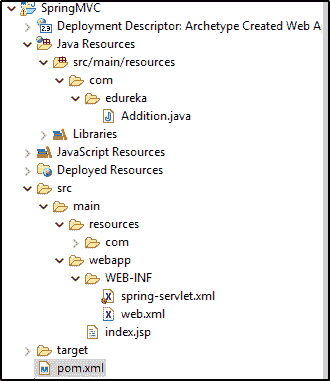 SpringMVC
Deployment Descriptor: Archetype Created Web A
Java Resources
src/main/resources
com
edureka
Addition.java
Libraries
JavaScript Resources
Deployed Resources
src
main
resources
com
webapp
WEB-INF
spring-servlet.xml
web.xml
index.jsp
target
pom.xml